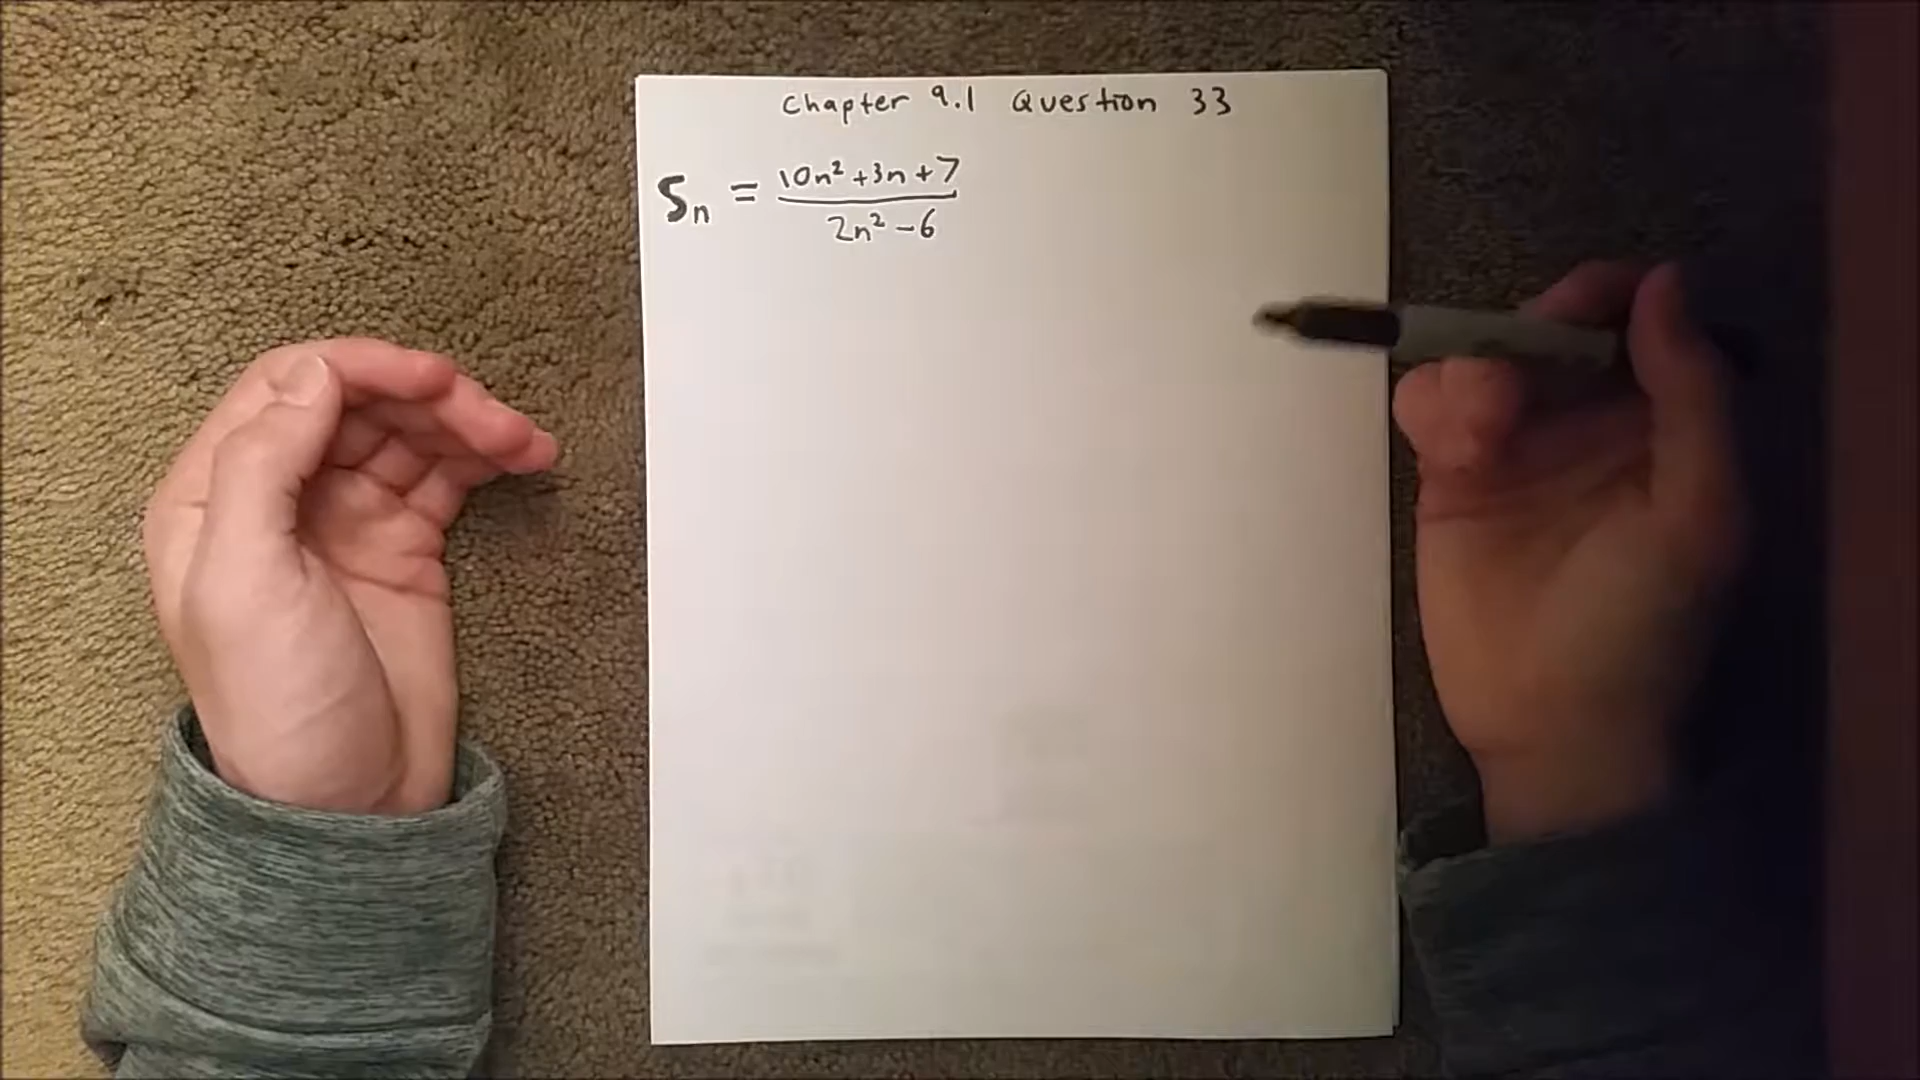 Chapter 9.1 Question 33
Sn = 10n² + 3n + 7
2n² - 6